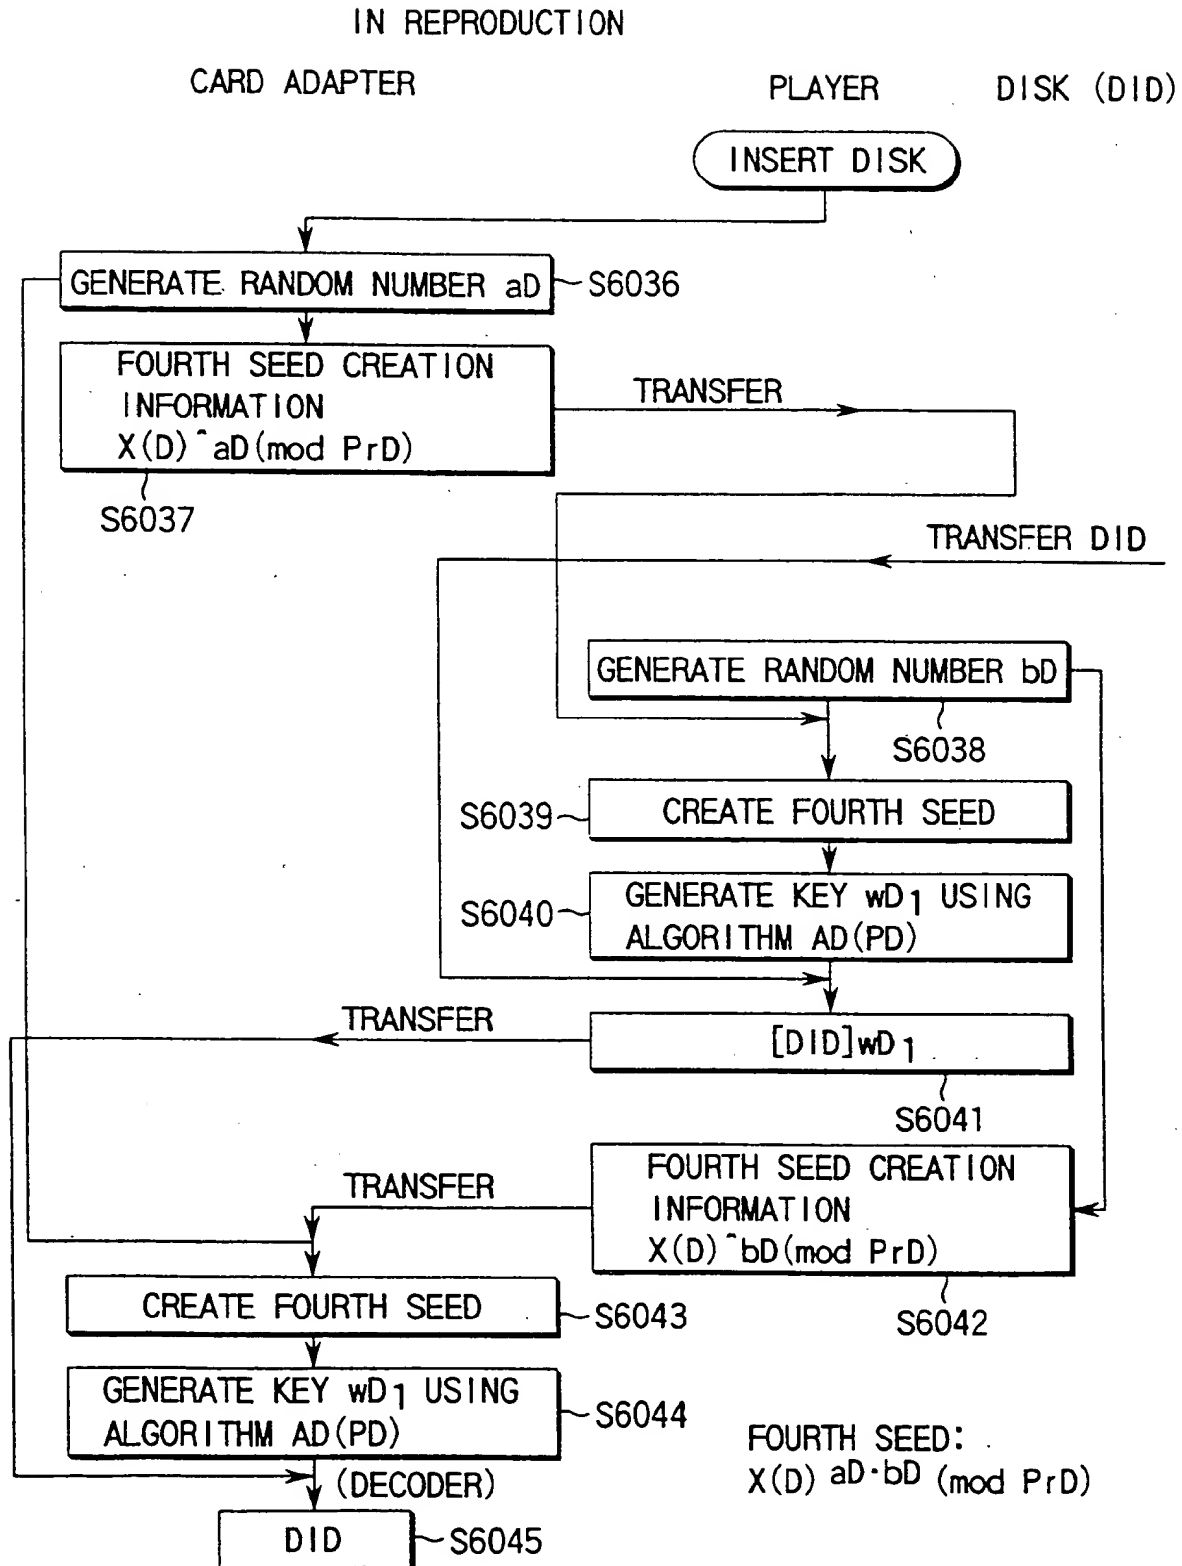 IN REPRODUCTION
CARD ADAPTER
PLAYER
DISK (DID)
INSERT DISK
GENERATE RANDOM NUMBER aD
S6036
FOURTH SEED CREATION
INFORMATION
X(D)^aD(mod PrD)
S6037
TRANSFER
TRANSFER DID
GENERATE RANDOM NUMBER bD
S6038
S6039
CREATE FOURTH SEED
S6040
GENERATE KEY wD1 USING
ALGORITHM AD(PD)
TRANSFER
[DID]wD1
S6041
TRANSFER
FOURTH SEED CREATION
INFORMATION
X(D)^bD(mod PrD)
S6042
CREATE FOURTH SEED
S6043
GENERATE KEY wD1 USING
ALGORITHM AD(PD)
S6044
FOURTH SEED:
X(D) aD·bD (mod PrD)
(DECODER)
DID
S6045